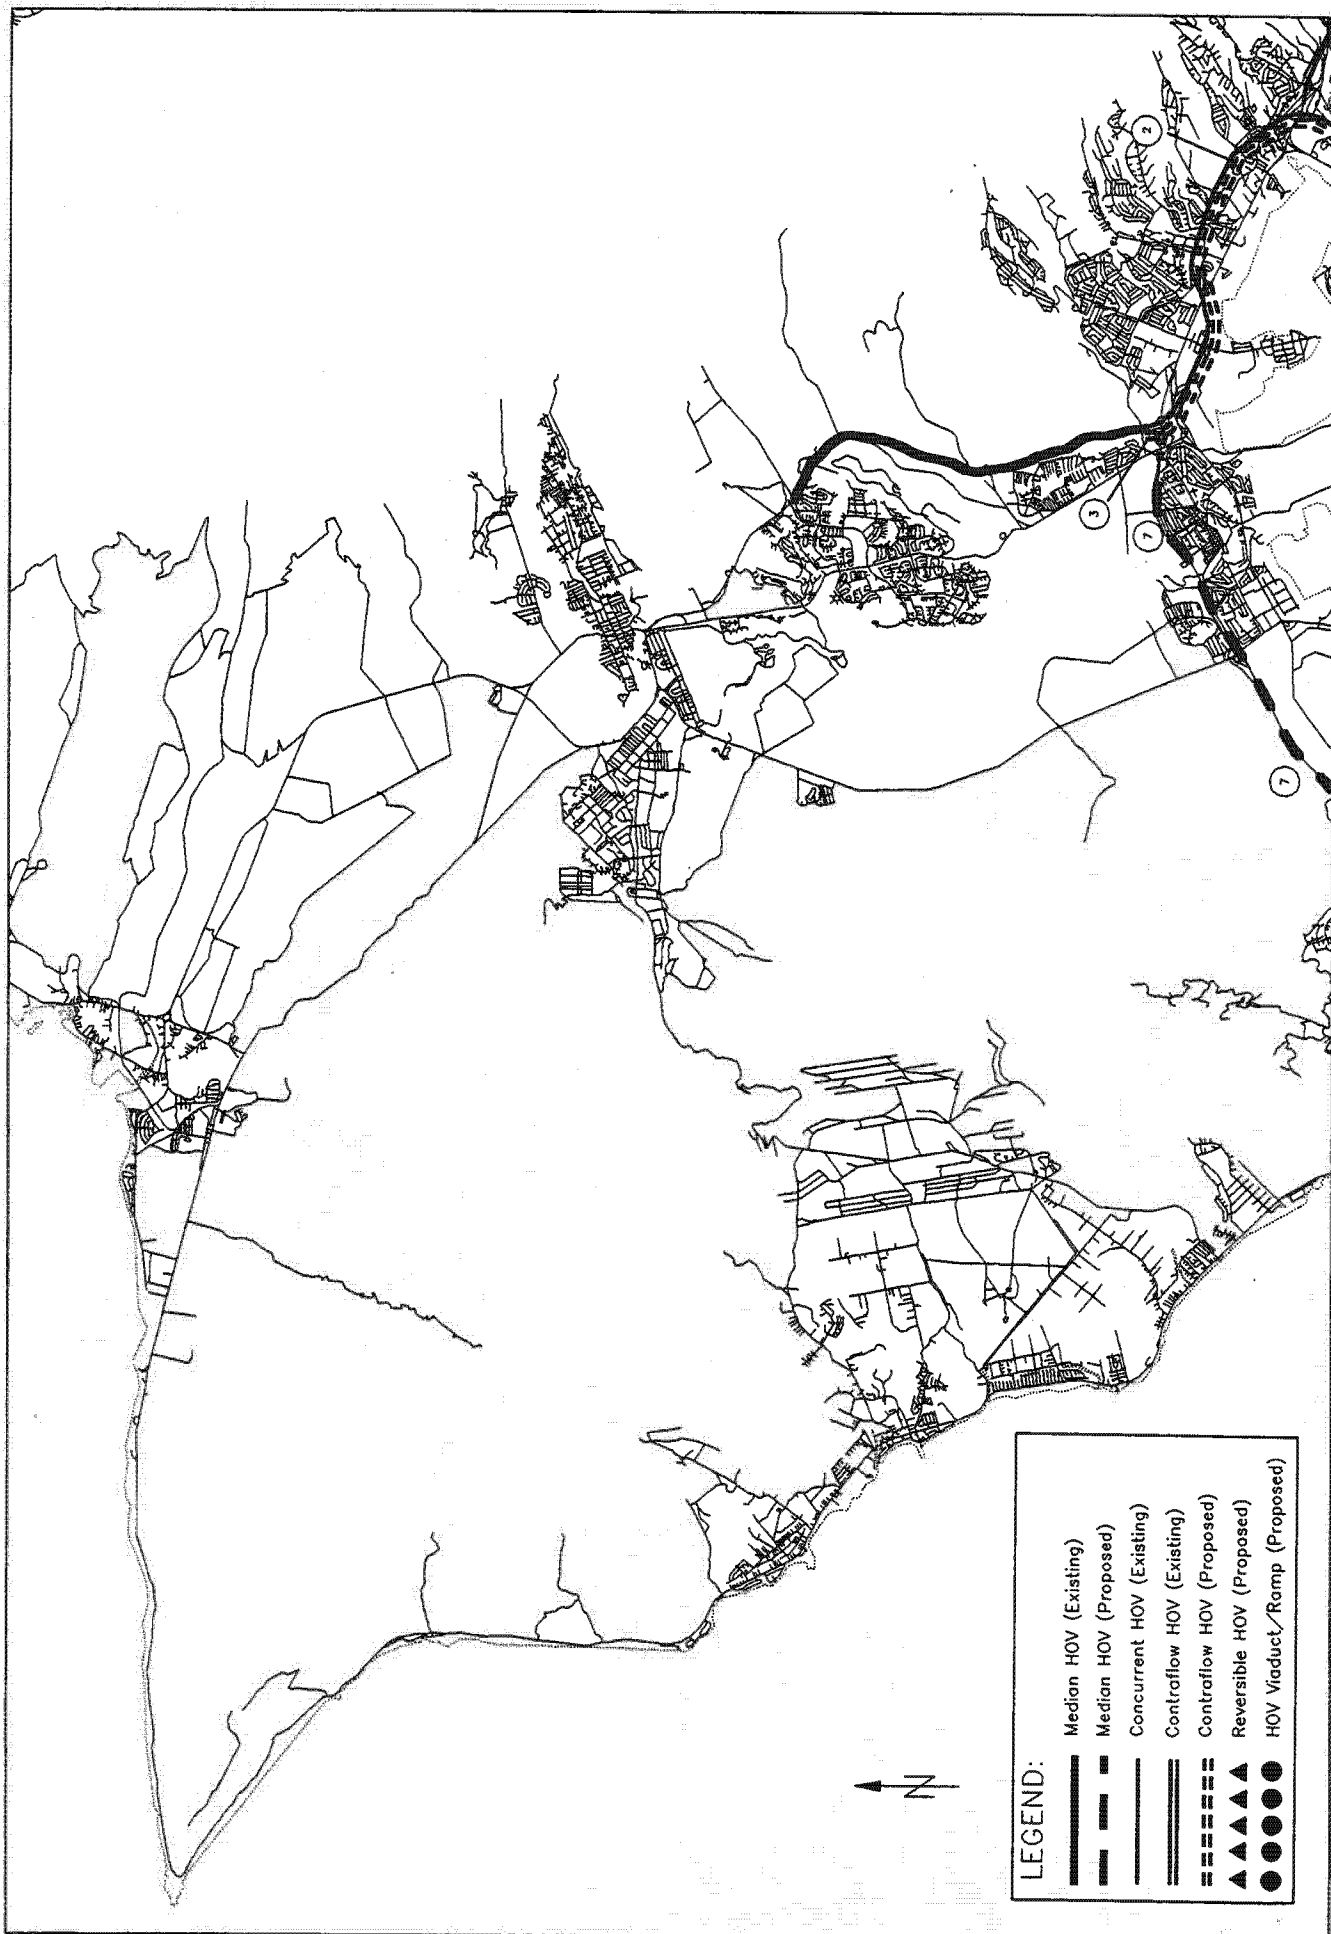 2
3
7
7
N
LEGEND:
Median HOV (Existing)
Median HOV (Proposed)
Concurrent HOV (Existing)
Contraflow HOV (Existing)
Contraflow HOV (Proposed)
Reversible HOV (Proposed)
HOV Viaduct/Ramp (Proposed)